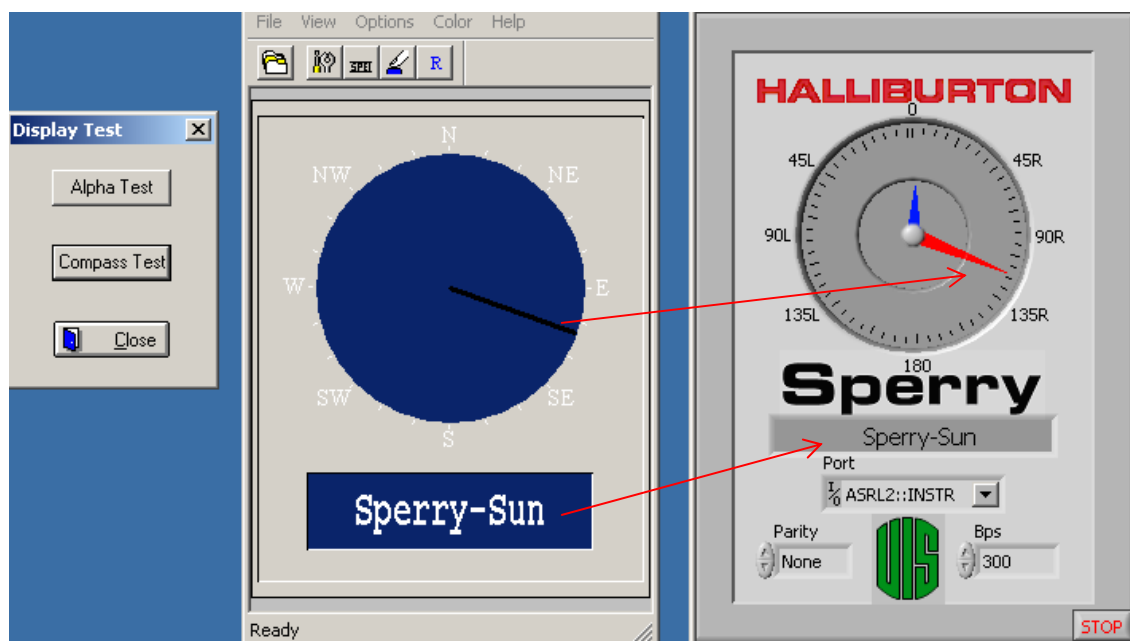 Display Test
Alpha Test
Compass Test
Close
File View Options Color Help
SPEI
R
N
NW NE
W E
SW SE
S
Sperry-Sun
Ready
HALLIBURTON
0
45L 45R
90L 90R
135L 135R
180
Sperry
Sperry-Sun
Port
I/O ASRL2::INSTR
Parity Bps
None 300
STOP